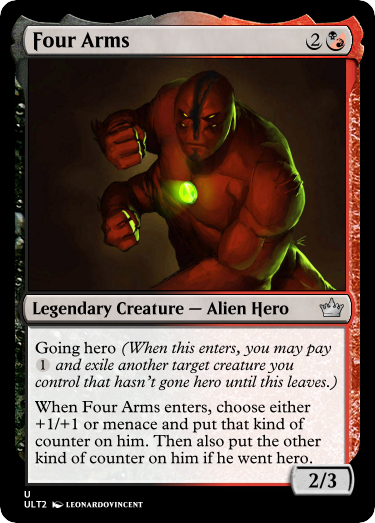 Four Arms 2
Legendary Creature — Alien Hero
Going hero (When this enters, you may pay
1 and exile another target creature you
control that hasn't gone hero until this leaves.)
When Four Arms enters, choose either
+1/+1 or menace and put that kind of
counter on him. Then also put the other
kind of counter on him if he went hero.
2/3
U
ULT2 LEONARDOVINCENT